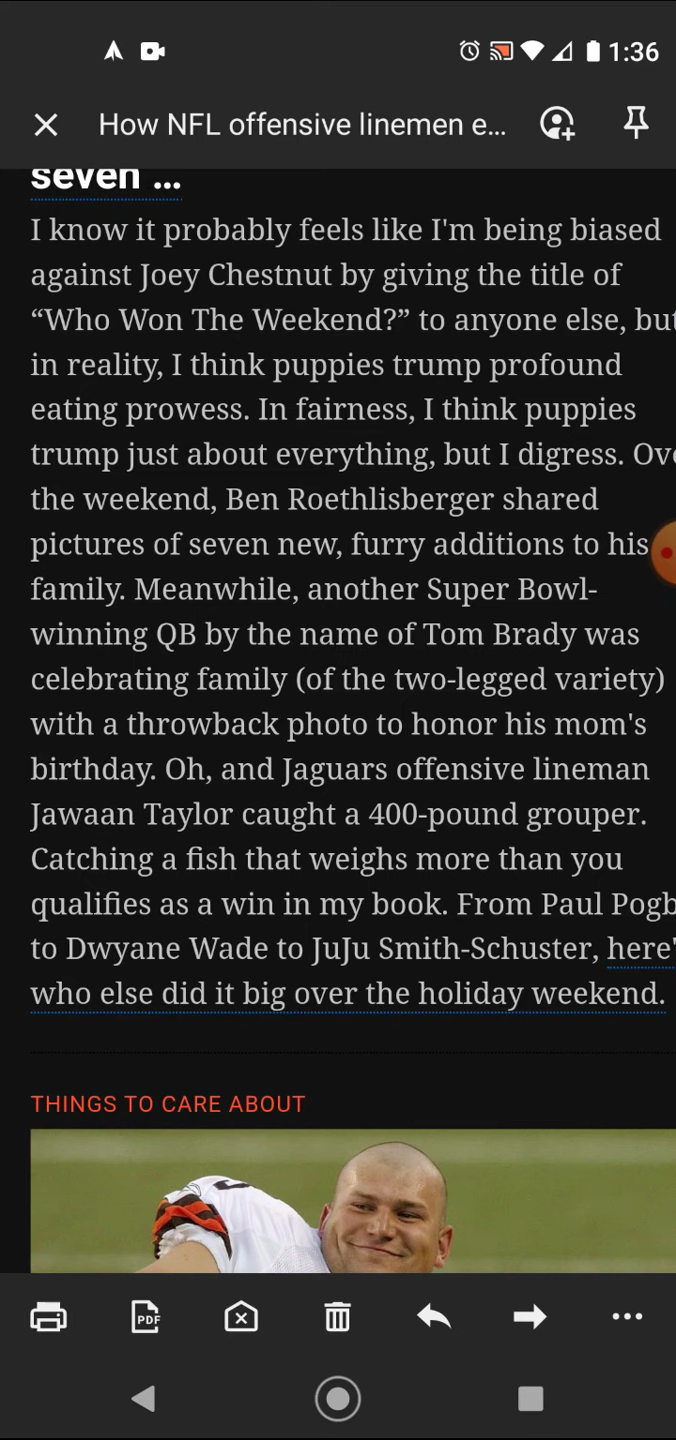 1:36
How NFL offensive linemen e...
seven ...
I know it probably feels like I'm being biased
against Joey Chestnut by giving the title of
“Who Won The Weekend?” to anyone else, but
in reality, I think puppies trump profound
eating prowess. In fairness, I think puppies
trump just about everything, but I digress. Ove
the weekend, Ben Roethlisberger shared
pictures of seven new, furry additions to his
family. Meanwhile, another Super Bowl-
winning QB by the name of Tom Brady was
celebrating family (of the two-legged variety)
with a throwback photo to honor his mom's
birthday. Oh, and Jaguars offensive lineman
Jawaan Taylor caught a 400-pound grouper.
Catching a fish that weighs more than you
qualifies as a win in my book. From Paul Pogb
to Dwyane Wade to JuJu Smith-Schuster, here'
who else did it big over the holiday weekend.
THINGS TO CARE ABOUT
PDF